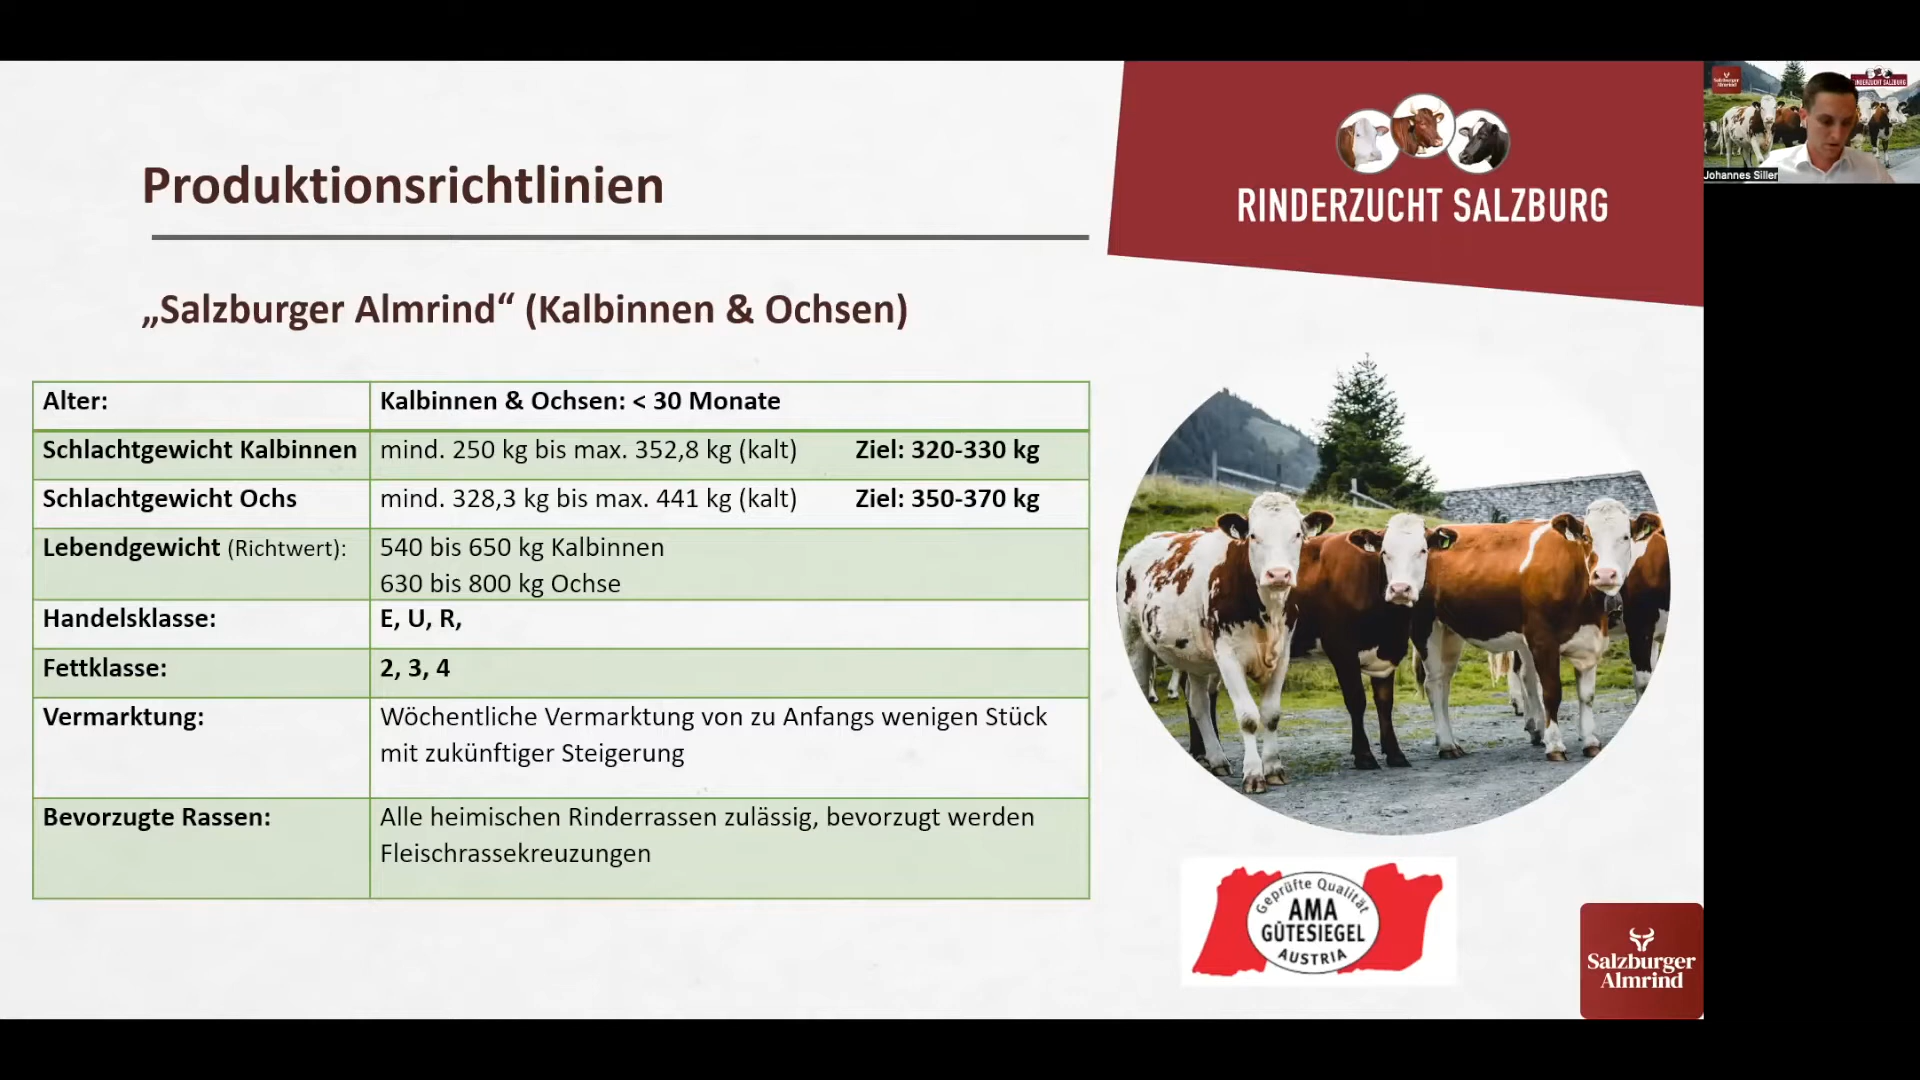 Produktionsrichtlinien
RINDERZUCHT SALZBURG
„Salzburger Almrind“ (Kalbinnen & Ochsen)
Alter: Kalbinnen & Ochsen: < 30 Monate
Schlachtgewicht Kalbinnen mind. 250 kg bis max. 352,8 kg (kalt) Ziel: 320-330 kg
Schlachtgewicht Ochs mind. 328,3 kg bis max. 441 kg (kalt) Ziel: 350-370 kg
Lebendgewicht (Richtwert): 540 bis 650 kg Kalbinnen
630 bis 800 kg Ochse
Handelsklasse: E, U, R,
Fettklasse: 2, 3, 4
Vermarktung: Wöchentliche Vermarktung von zu Anfangs wenigen Stück
mit zukünftiger Steigerung
Bevorzugte Rassen: Alle heimischen Rinderrassen zulässig, bevorzugt werden
Fleischrassekreuzungen
Geprüfte Qualität
AMA
GÜTESIEGEL
AUSTRIA
Salzburger
Almrind
Johannes Siller
Salzburger
Almrind
RINDERZUCHT SALZBURG